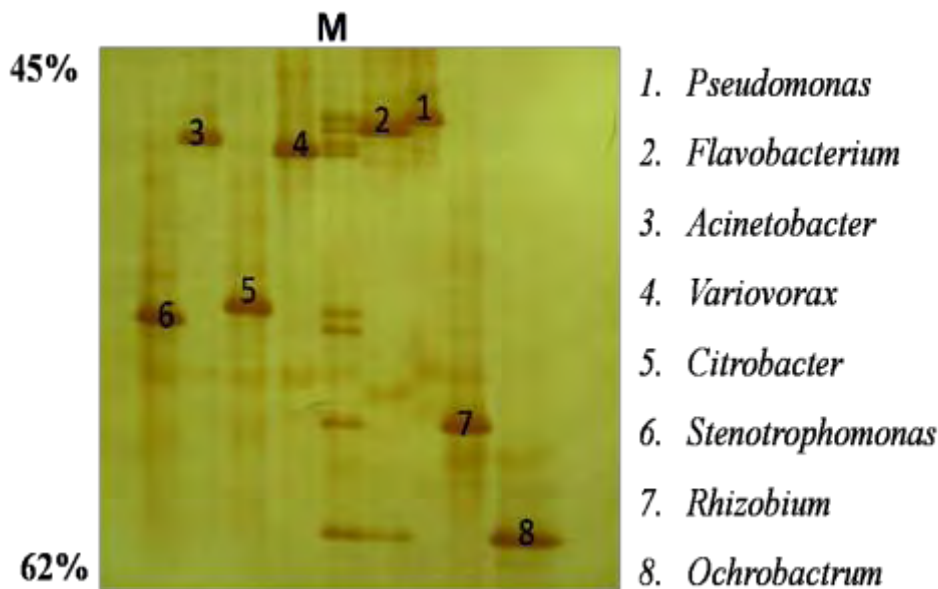 M
45%
1
2
3
4
5
6
7
8
62%
1. Pseudomonas
2. Flavobacterium
3. Acinetobacter
4. Variovorax
5. Citrobacter
6. Stenotrophomonas
7. Rhizobium
8. Ochrobactrum